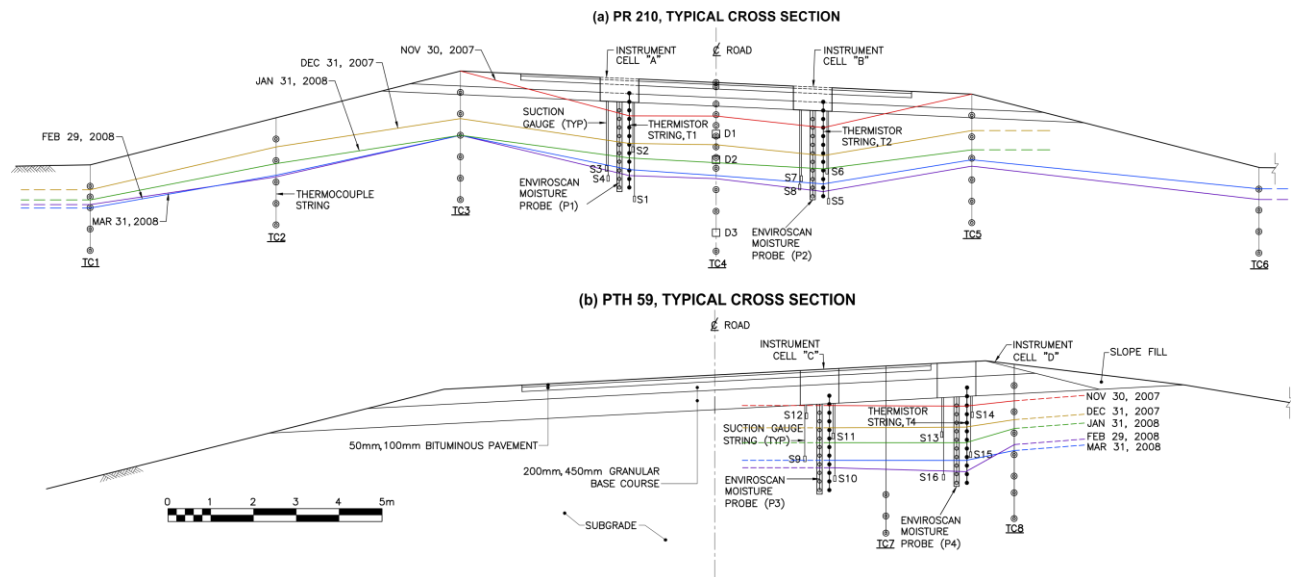 (a) PR 210, TYPICAL CROSS SECTION
NOV 30, 2007
INSTRUMENT
CELL "A"
℄ ROAD
INSTRUMENT
CELL "B"
DEC 31, 2007
JAN 31, 2008
FEB 29, 2008
SUCTION
GAUGE (TYP)
THERMISTOR
STRING, T1
D1
THERMISTOR
STRING, T2
S2
D2
S3
S4
S6
S7
S8
ENVIROSCAN
MOISTURE
PROBE (P1)
S1
S5
MAR 31, 2008
THERMOCOUPLE
STRING
D3
ENVIROSCAN
MOISTURE
PROBE (P2)
TC1
TC2
TC3
TC4
TC5
TC6
(b) PTH 59, TYPICAL CROSS SECTION
℄ ROAD
INSTRUMENT
CELL "C"
INSTRUMENT
CELL "D"
SLOPE FILL
NOV 30, 2007
DEC 31, 2007
JAN 31, 2008
FEB 29, 2008
MAR 31, 2008
S12
THERMISTOR
STRING, T4
S14
SUCTION GAUGE
STRING (TYP)
S11
S13
50mm, 100mm BITUMINOUS PAVEMENT
S9
S15
200mm, 450mm GRANULAR
BASE COURSE
ENVIROSCAN
MOISTURE
PROBE (P3)
S10
S16
0 1 2 3 4 5m
SUBGRADE
ENVIROSCAN
MOISTURE
PROBE (P4)
TC7
TC8